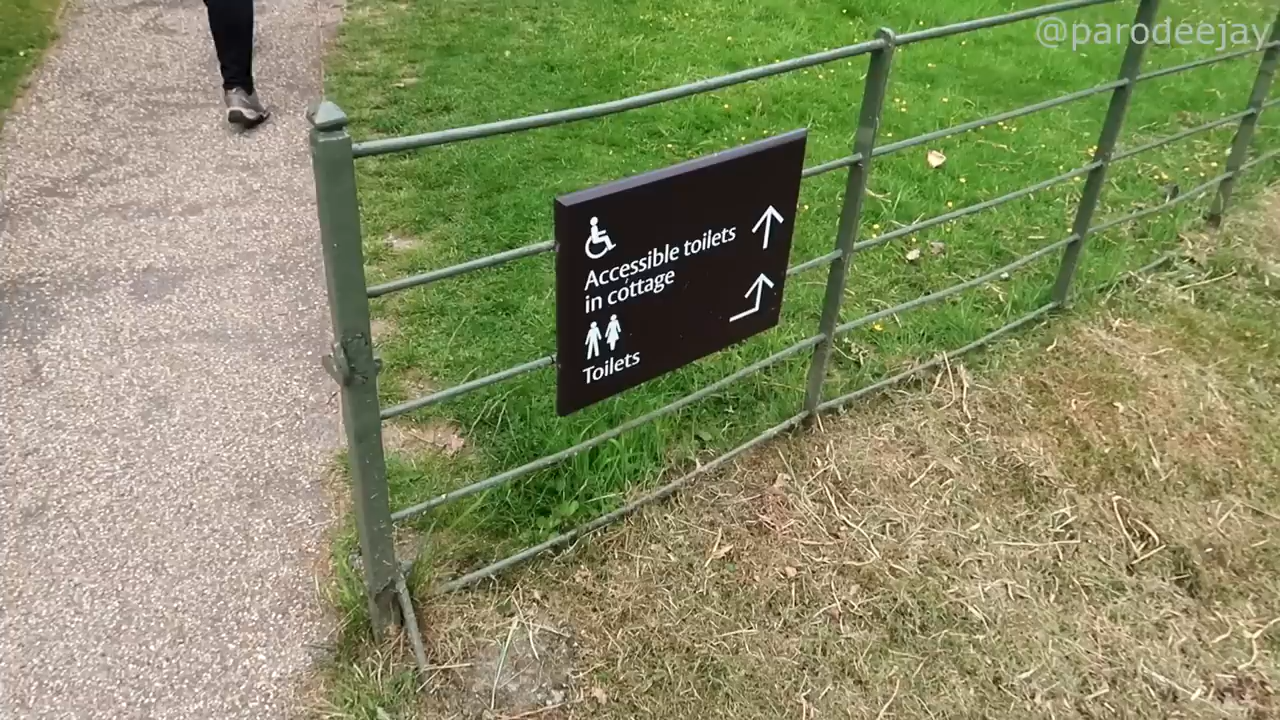 @parodeejay
Accessible toilets
in cottage
Toilets